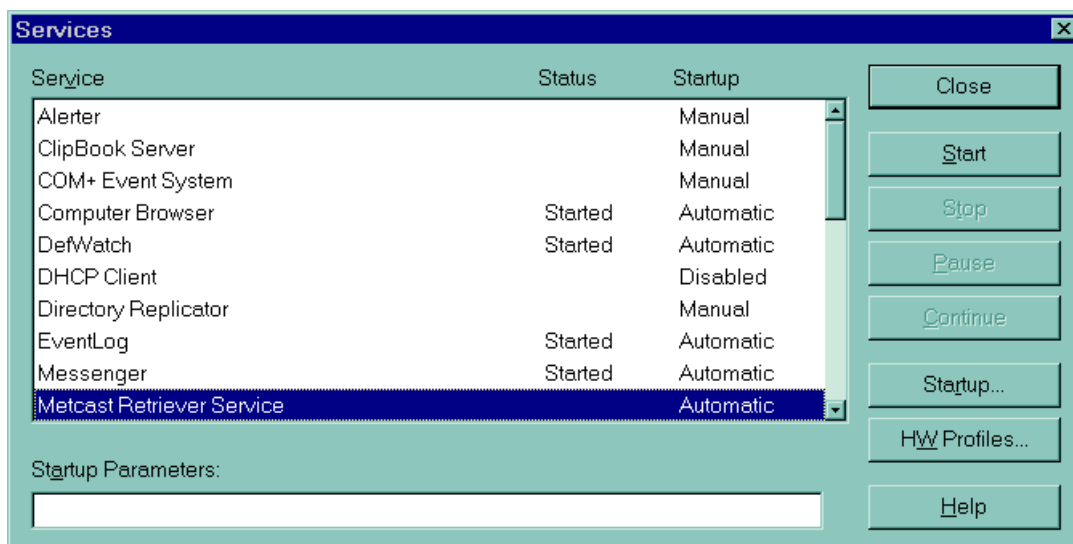 Services
Service Status Startup
Alerter Manual
ClipBook Server Manual
COM+ Event System Manual
Computer Browser Started Automatic
DefWatch Started Automatic
DHCP Client Disabled
Directory Replicator Manual
EventLog Started Automatic
Messenger Started Automatic
Metcast Retriever Service Automatic
Startup Parameters:
Close
Start
Stop
Pause
Continue
Startup...
HW Profiles...
Help